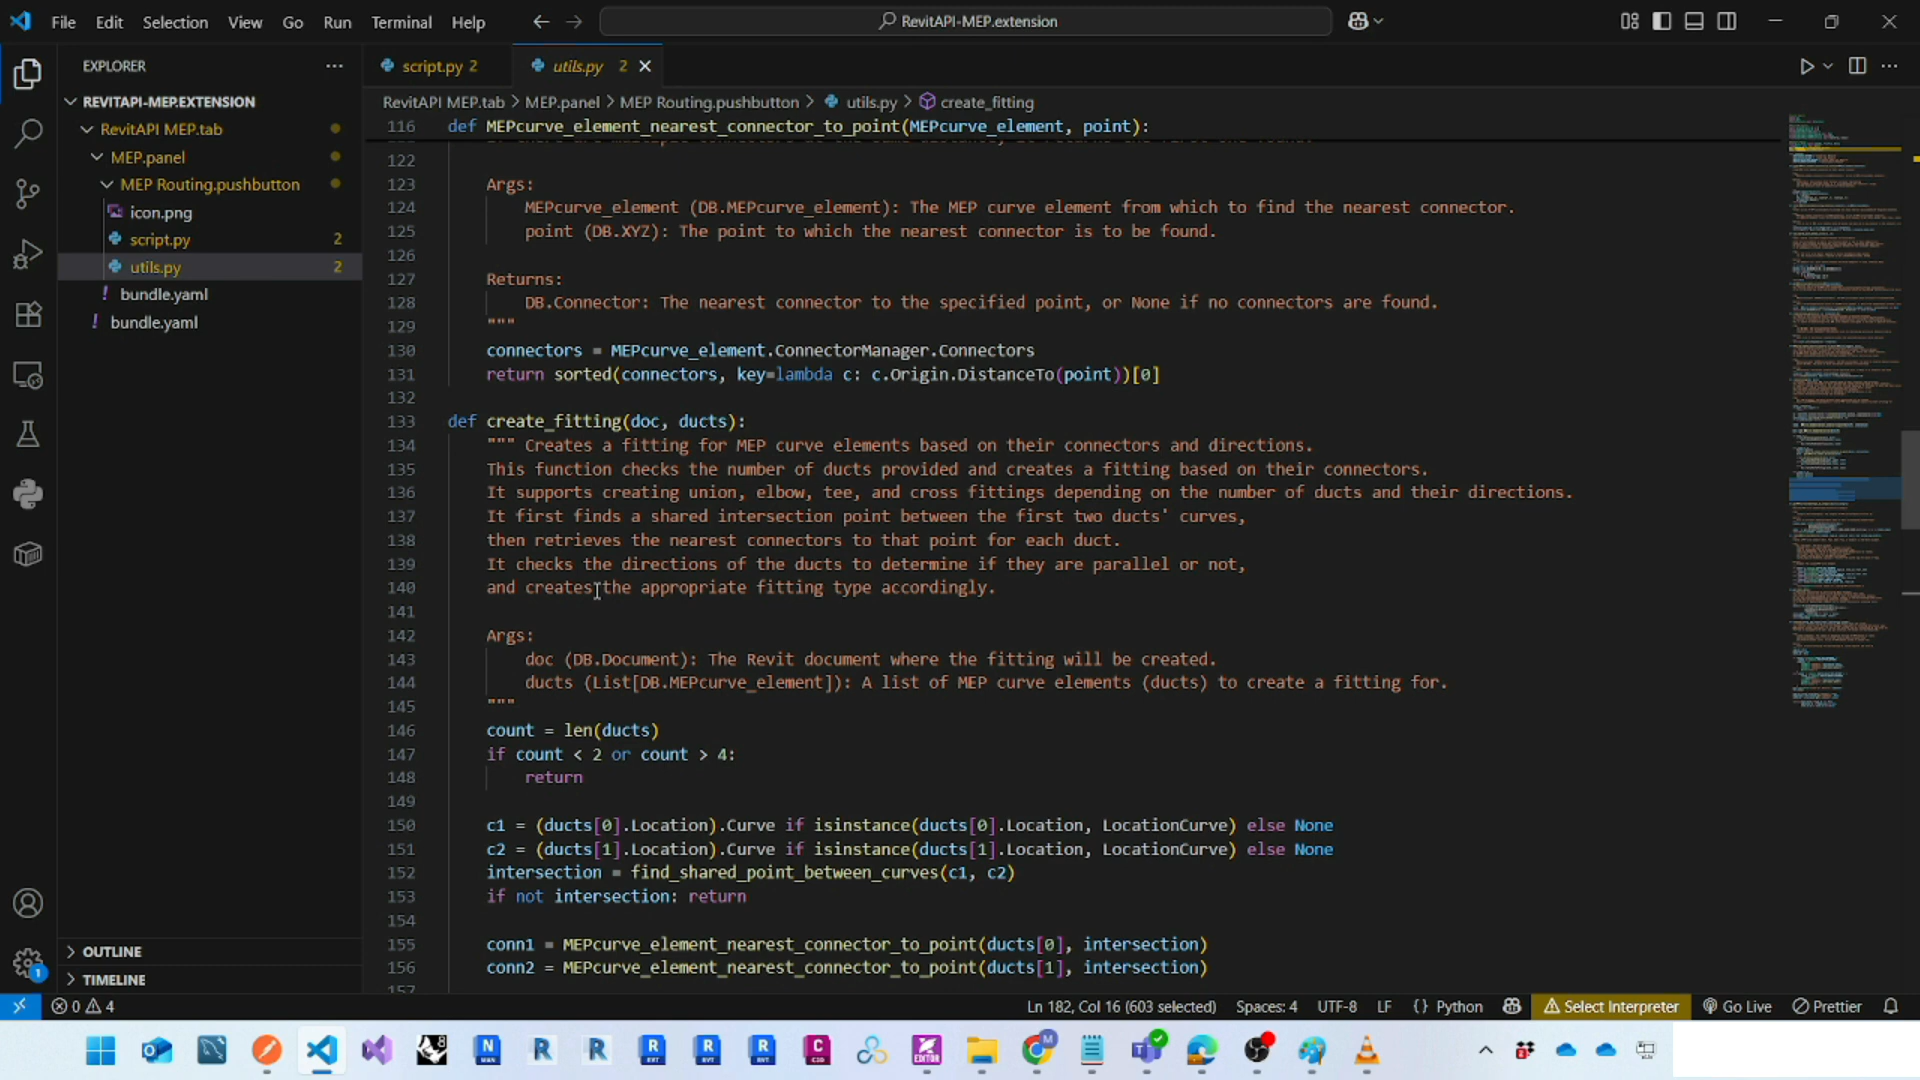 File Edit Selection View Go Run Terminal Help
RevitAPI-MEP.extension
EXPLORER
REVITAPI-MEP.EXTENSION
RevitAPI MEP.tab
MEP.panel
MEP Routing.pushbutton
icon.png
script.py 2
utils.py 2
bundle.yaml
bundle.yaml
OUTLINE
TIMELINE
script.py 2
utils.py 2
RevitAPI MEP.tab > MEP.panel > MEP Routing.pushbutton > utils.py > create_fitting
116 def MEPcurve_element_nearest_connector_to_point(MEPcurve_element, point):
122
123 Args:
124 MEPcurve_element (DB.MEPcurve_element): The MEP curve element from which to find the nearest connector.
125 point (DB.XYZ): The point to which the nearest connector is to be found.
126
127 Returns:
128 DB.Connector: The nearest connector to the specified point, or None if no connectors are found.
129 """
130 connectors = MEPcurve_element.ConnectorManager.Connectors
131 return sorted(connectors, key=lambda c: c.Origin.DistanceTo(point))[0]
132
133 def create_fitting(doc, ducts):
134 """ Creates a fitting for MEP curve elements based on their connectors and directions.
135 This function checks the number of ducts provided and creates a fitting based on their connectors.
136 It supports creating union, elbow, tee, and cross fittings depending on the number of ducts and their directions.
137 It first finds a shared intersection point between the first two ducts' curves,
138 then retrieves the nearest connectors to that point for each duct.
139 It checks the directions of the ducts to determine if they are parallel or not,
140 and creates the appropriate fitting type accordingly.
141
142 Args:
143 doc (DB.Document): The Revit document where the fitting will be created.
144 ducts (List[DB.MEPcurve_element]): A list of MEP curve elements (ducts) to create a fitting for.
145 """
146 count = len(ducts)
147 if count < 2 or count > 4:
148 return
149
150 c1 = (ducts[0].Location).Curve if isinstance(ducts[0].Location, LocationCurve) else None
151 c2 = (ducts[1].Location).Curve if isinstance(ducts[1].Location, LocationCurve) else None
152 intersection = find_shared_point_between_curves(c1, c2)
153 if not intersection: return
154
155 conn1 = MEPcurve_element_nearest_connector_to_point(ducts[0], intersection)
156 conn2 = MEPcurve_element_nearest_connector_to_point(ducts[1], intersection)
157
0 4 Ln 182, Col 16 (603 selected) Spaces: 4 UTF-8 LF {} Python Select Interpreter Go Live Prettier